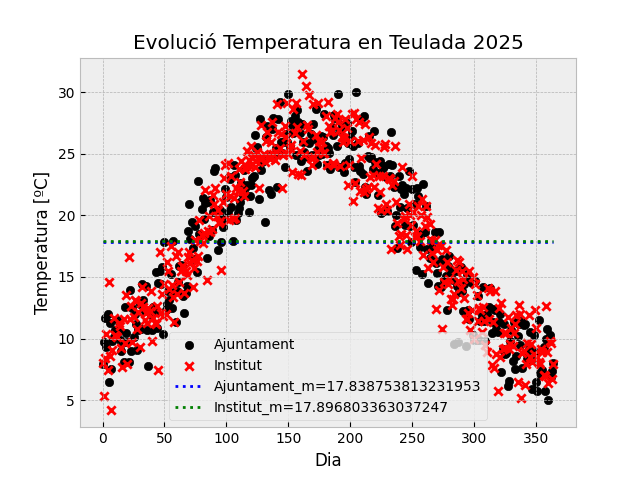 Evolució Temperatura en Teulada 2025
Temperatura [ºC]
30
25
20
15
10
5
Ajuntament
Institut
Ajuntament_m=17.838753813231953
Institut_m=17.896803363037247
0 50 100 150 200 250 300 350
Dia